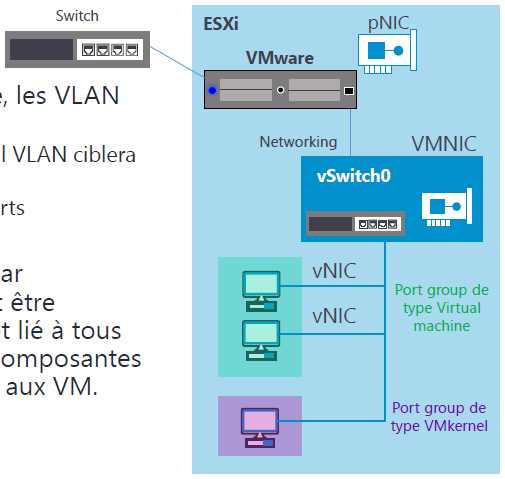 Switch
ESXi
pNIC
VMware
, les VLAN
l VLAN ciblera
Networking
VMNIC
rts
vSwitch0
ar
t être
t lié à tous
composantes
aux VM.
vNIC
vNIC
Port group de
type Virtual
machine
Port group de
type VMkernel